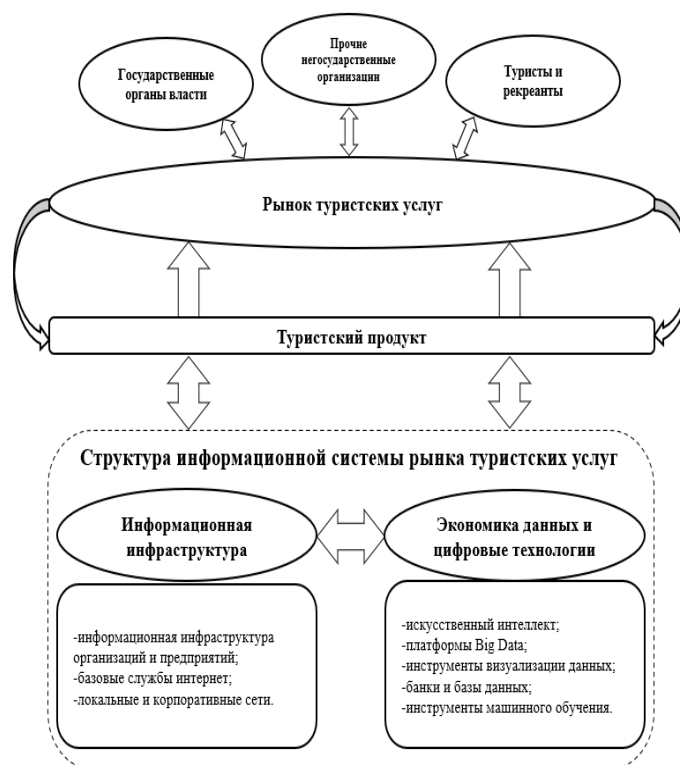 Государственные
органы власти
Прочие
негосударственные
организации
Туристы и
рекреанты
Рынок туристских услуг
Туристский продукт
Структура информационной системы рынка туристских услуг
Информационная
инфраструктура
-информационная инфраструктура
организаций и предприятий;
-базовые службы интернет;
-локальные и корпоративные сети.
Экономика данных и
цифровые технологии
-искусственный интеллект;
-платформы Big Data;
-инструменты визуализации данных;
-банки и базы данных;
-инструменты машинного обучения.